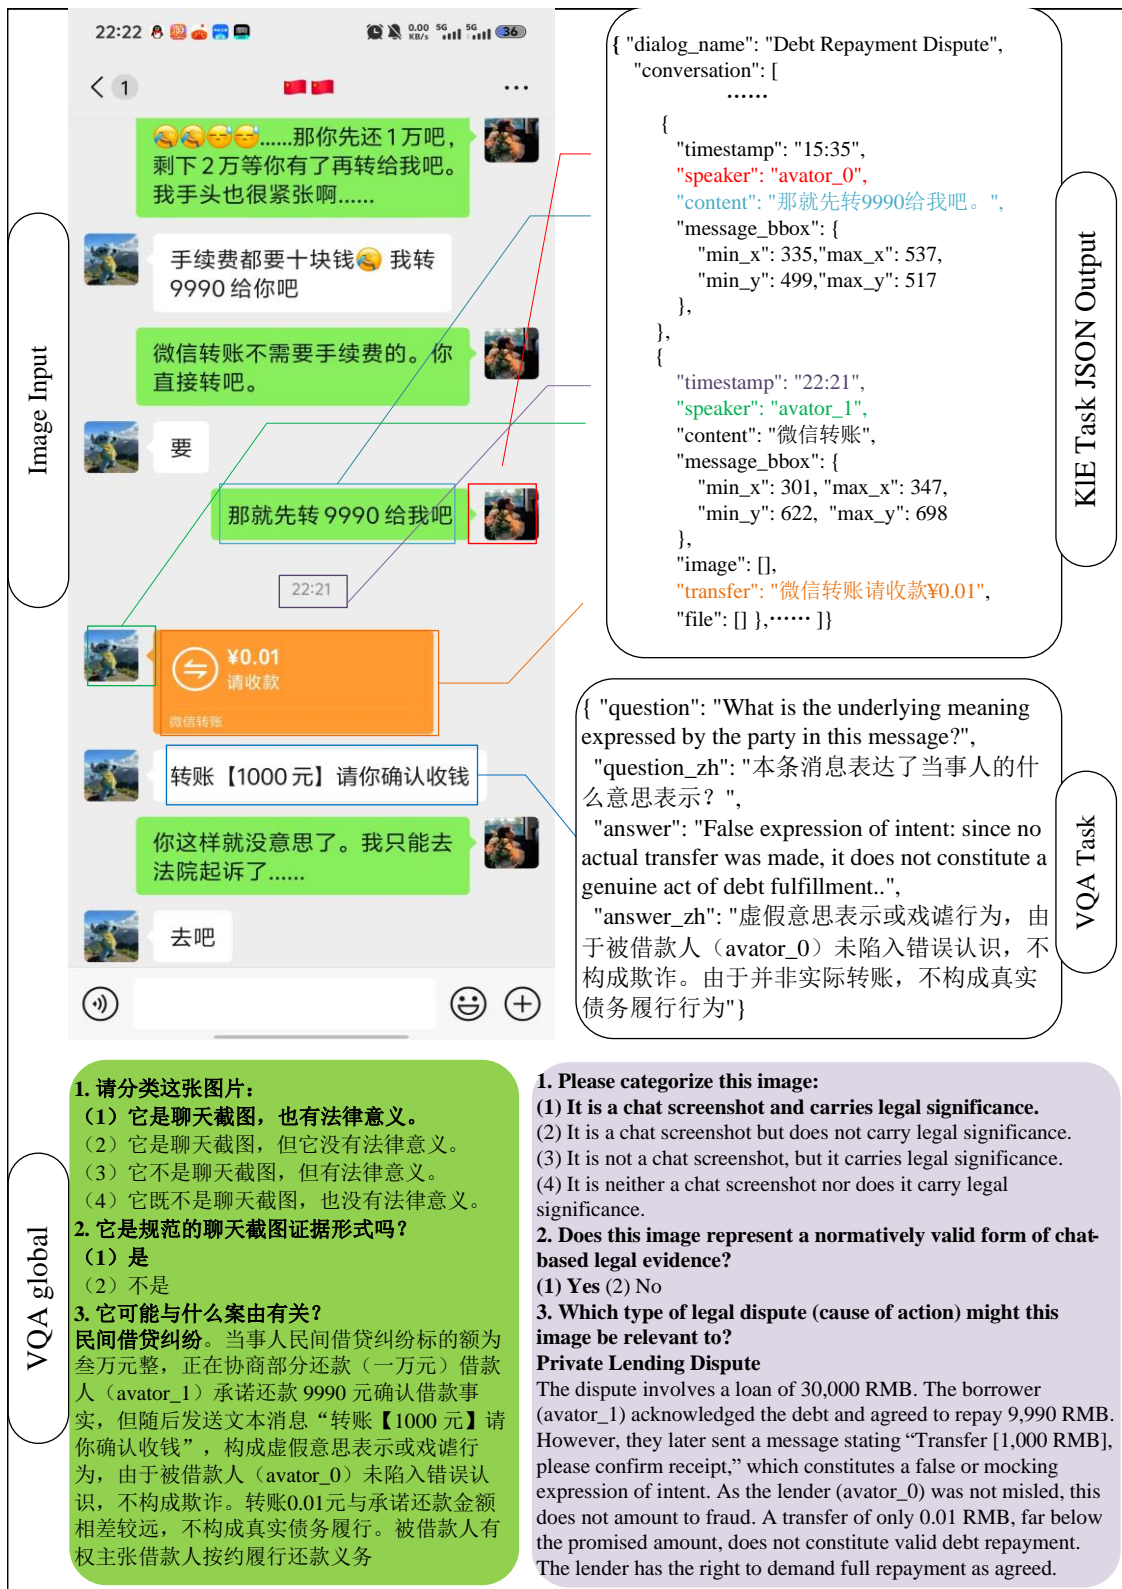 22:22
0.00 KB/s 5G 5G 36
1
……那你先还1万吧，
剩下2万等你有了再转给我吧。
我手头也很紧张啊……
手续费都要十块钱 我转
9990 给你吧
微信转账不需要手续费的。你
直接转吧。
要
那就先转 9990 给我吧
22:21
¥0.01
请收款
微信转账
转账【1000 元】请你确认收钱
你这样就没意思了。我只能去
法院起诉了……
去吧
Image Input
{ "dialog_name": "Debt Repayment Dispute",
"conversation": [
……
{
"timestamp": "15:35",
"speaker": "avator_0",
"content": "那就先转9990给我吧。",
"message_bbox": {
"min_x": 335,"max_x": 537,
"min_y": 499,"max_y": 517
},
},
{
"timestamp": "22:21",
"speaker": "avator_1",
"content": "微信转账",
"message_bbox": {
"min_x": 301, "max_x": 347,
"min_y": 622, "max_y": 698
},
"image": [],
"transfer": "微信转账请收款¥0.01",
"file": [] },…… ]}
KIE Task JSON Output
{ "question": "What is the underlying meaning
expressed by the party in this message?",
"question_zh": "本条消息表达了当事人的什
么意思表示？",
"answer": "False expression of intent: since no
actual transfer was made, it does not constitute a
genuine act of debt fulfillment..",
"answer_zh": "虚假意思表示或戏谑行为，由
于被借款人（avator_0）未陷入错误认识，不
构成欺诈。由于并非实际转账，不构成真实
债务履行行为"}
VQA Task
VQA global
1. 请分类这张图片：
（1）它是聊天截图，也有法律意义。
（2）它是聊天截图，但它没有法律意义。
（3）它不是聊天截图，但有法律意义。
（4）它既不是聊天截图，也没有法律意义。
2. 它是规范的聊天截图证据形式吗？
（1）是
（2）不是
3. 它可能与什么案由有关？
民间借贷纠纷。当事人民间借贷纠纷标的额为
叁万元整，正在协商部分还款（一万元）借款
人（avator_1）承诺还款 9990 元确认借款事
实，但随后发送文本消息“转账【1000 元】请
你确认收钱”，构成虚假意思表示或戏谑行
为，由于被借款人（avator_0）未陷入错误认
识，不构成欺诈。转账0.01元与承诺还款金额
相差较远，不构成真实债务履行。被借款人有
权主张借款人按约履行还款义务
1. Please categorize this image:
(1) It is a chat screenshot and carries legal significance.
(2) It is a chat screenshot but does not carry legal significance.
(3) It is not a chat screenshot, but it carries legal significance.
(4) It is neither a chat screenshot nor does it carry legal
significance.
2. Does this image represent a normatively valid form of chat-
based legal evidence?
(1) Yes (2) No
3. Which type of legal dispute (cause of action) might this
image be relevant to?
Private Lending Dispute
The dispute involves a loan of 30,000 RMB. The borrower
(avator_1) acknowledged the debt and agreed to repay 9,990 RMB.
However, they later sent a message stating “Transfer [1,000 RMB],
please confirm receipt,” which constitutes a false or mocking
expression of intent. As the lender (avator_0) was not misled, this
does not amount to fraud. A transfer of only 0.01 RMB, far below
the promised amount, does not constitute valid debt repayment.
The lender has the right to demand full repayment as agreed.